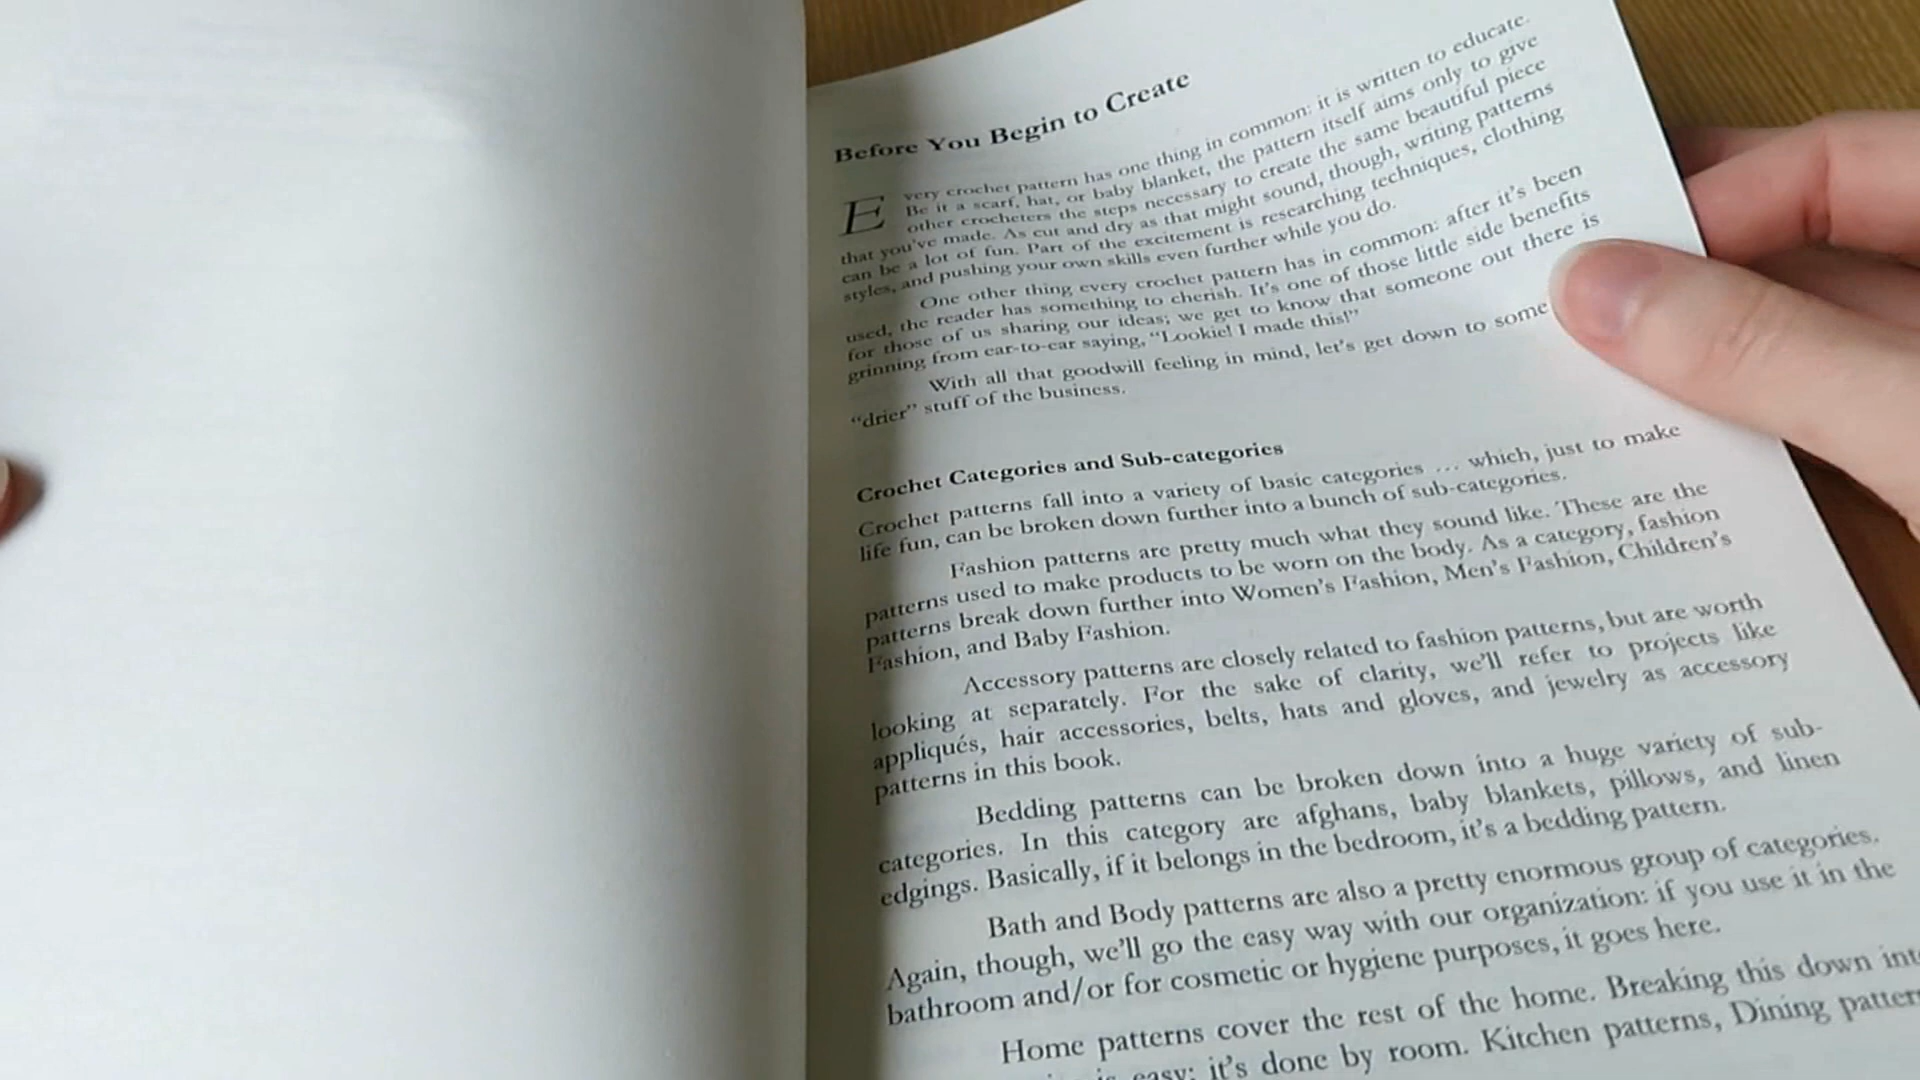 Before You Begin to Create
Every crochet pattern has one thing in common: it is written to educate.
Be it a scarf, hat, or baby blanket, the pattern itself aims only to give
other crocheters the steps necessary to create the same beautiful piece
that you've made. As cut and dry as that might sound, though, writing patterns
can be a lot of fun. Part of the excitement is researching techniques, clothing
styles, and pushing your own skills even further while you do.
One other thing every crochet pattern has in common: after it's been
used, the reader has something to cherish. It's one of those little side benefits
for those of us sharing our ideas; we get to know that someone out there is
grinning from ear-to-ear saying, “Lookie! I made this!”
With all that goodwill feeling in mind, let's get down to some
“drier” stuff of the business.
Crochet Categories and Sub-categories
Crochet patterns fall into a variety of basic categories … which, just to make
life fun, can be broken down further into a bunch of sub-categories.
Fashion patterns are pretty much what they sound like. These are the
patterns used to make products to be worn on the body. As a category, fashion
patterns break down further into Women's Fashion, Men's Fashion, Children's
Fashion, and Baby Fashion.
Accessory patterns are closely related to fashion patterns, but are worth
looking at separately. For the sake of clarity, we'll refer to projects like
appliqués, hair accessories, belts, hats and gloves, and jewelry as accessory
patterns in this book.
Bedding patterns can be broken down into a huge variety of sub-
categories. In this category are afghans, baby blankets, pillows, and linen
edgings. Basically, if it belongs in the bedroom, it's a bedding pattern.
Bath and Body patterns are also a pretty enormous group of categories.
Again, though, we'll go the easy way with our organization: if you use it in the
bathroom and/or for cosmetic or hygiene purposes, it goes here.
Home patterns cover the rest of the home. Breaking this down into
is easy; it's done by room. Kitchen patterns, Dining pattern